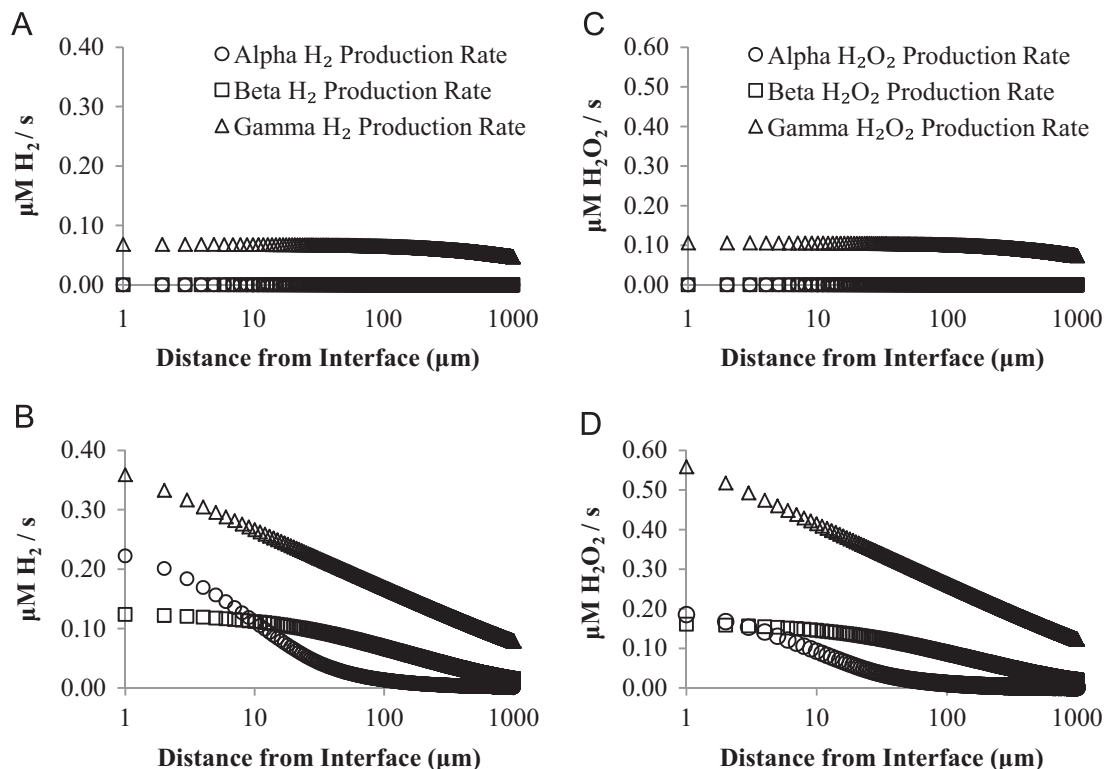 A
0.40
0.30
0.20
0.10
0.00
μM H₂ / s
Alpha H₂ Production Rate
Beta H₂ Production Rate
Gamma H₂ Production Rate
1 10 100 1000
Distance from Interface (μm)
C
0.60
0.50
0.40
0.30
0.20
0.10
0.00
μM H₂O₂ / s
Alpha H₂O₂ Production Rate
Beta H₂O₂ Production Rate
Gamma H₂O₂ Production Rate
1 10 100 1000
Distance from Interface (μm)
B
0.40
0.30
0.20
0.10
0.00
μM H₂ / s
1 10 100 1000
Distance from Interface (μm)
D
0.60
0.50
0.40
0.30
0.20
0.10
0.00
μM H₂O₂ / s
1 10 100 1000
Distance from Interface (μm)